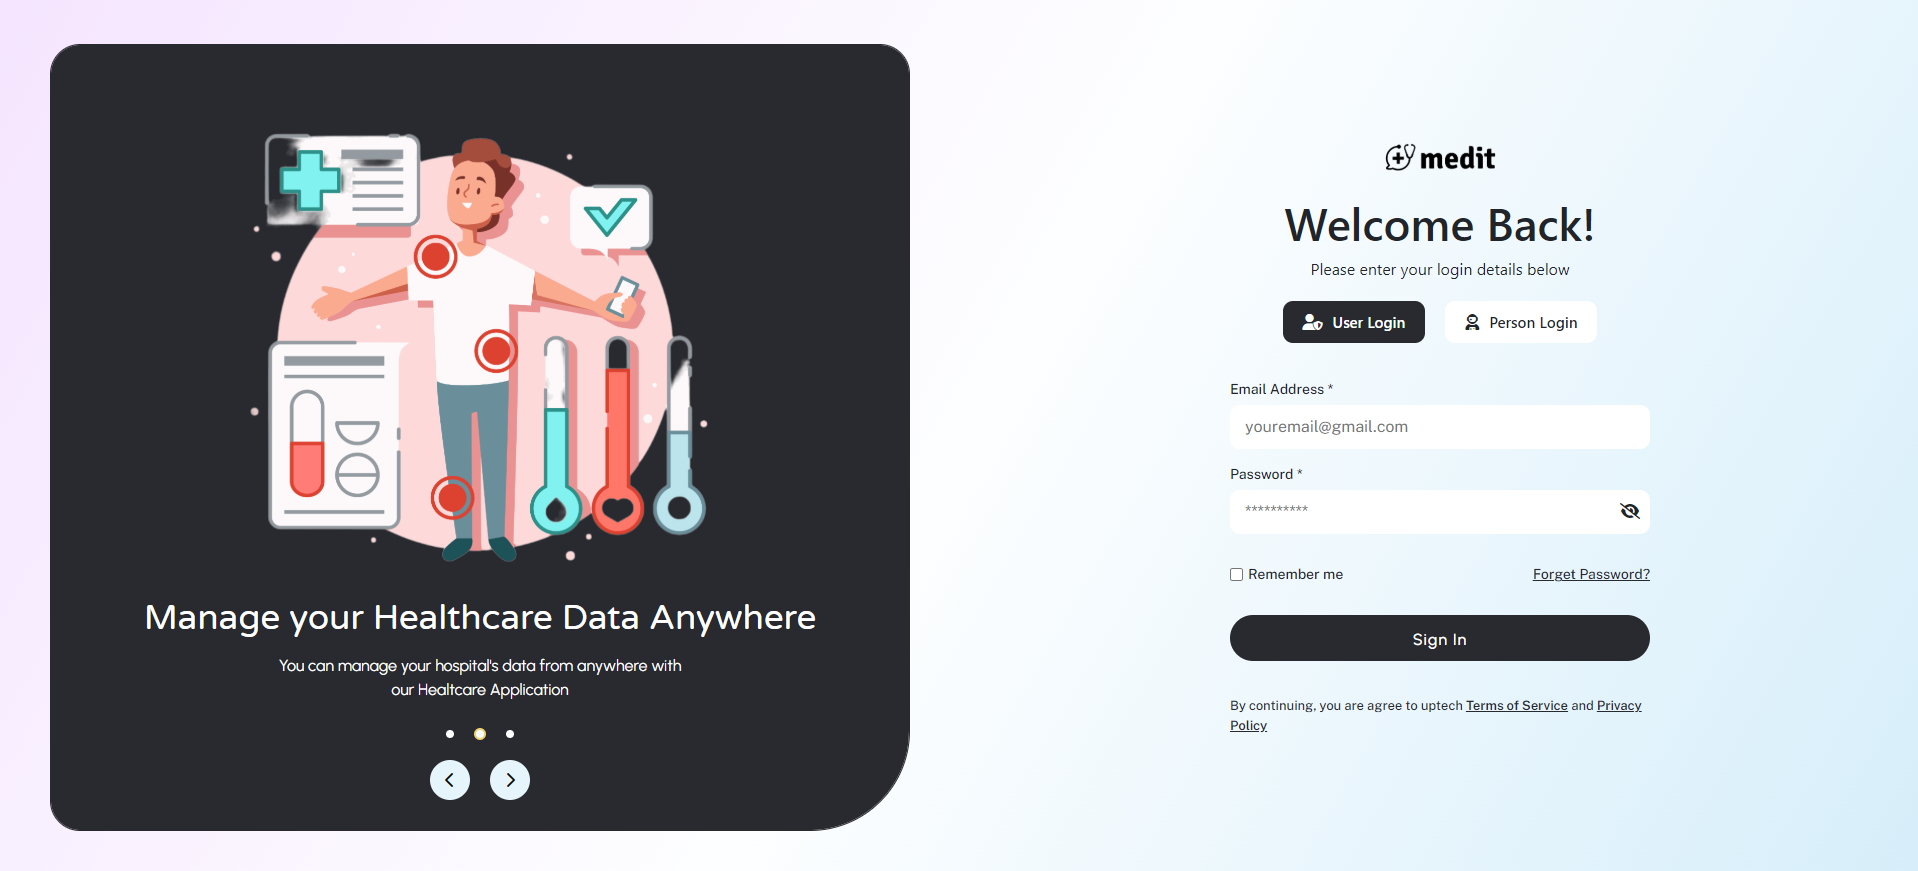 Manage your Healthcare Data Anywhere
You can manage your hospital's data from anywhere with
our Healtcare Application
medit
Welcome Back!
Please enter your login details below
User Login
Person Login
Email Address *
youremail@gmail.com
Password *
**********
Remember me
Forget Password?
Sign In
By continuing, you are agree to uptech Terms of Service and Privacy
Policy